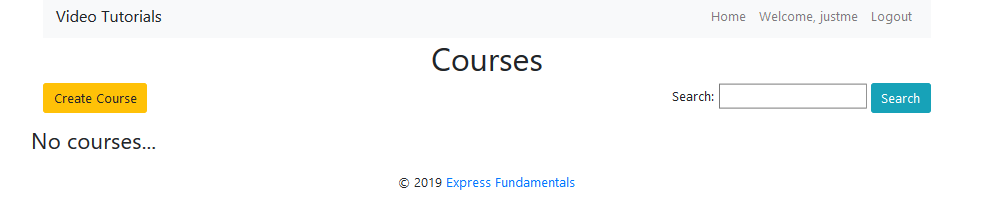 Video Tutorials Home Welcome, justme Logout
Courses
Create Course Search: Search
No courses...
© 2019 Express Fundamentals